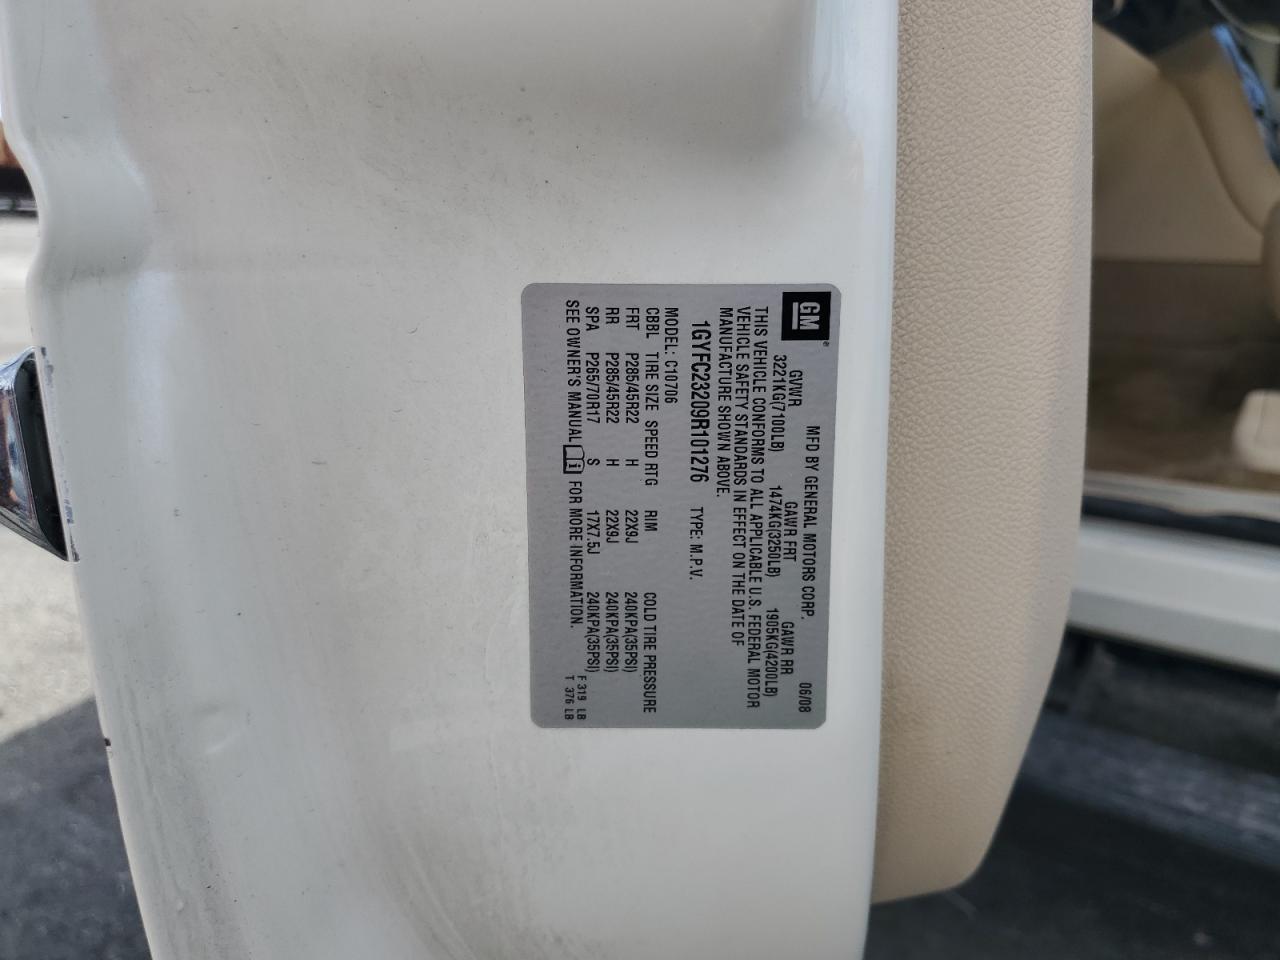 GM
MFD BY GENERAL MOTORS CORP. 06/08
GVWR GAWR FRT GAWR RR
3221KG(7100LB) 1474KG(3250LB) 1905KG(4200LB)
THIS VEHICLE CONFORMS TO ALL APPLICABLE U.S. FEDERAL MOTOR
VEHICLE SAFETY STANDARDS IN EFFECT ON THE DATE OF
MANUFACTURE SHOWN ABOVE.
1GYFC23209R101276 TYPE: M.P.V.
MODEL: C10706
CBBL TIRE SIZE SPEED RTG RIM COLD TIRE PRESSURE
FRT P285/45R22 H 22X9J 240KPA(35PSI)
RR P285/45R22 H 22X9J 240KPA(35PSI)
SPA P265/70R17 S 17X7.5J 240KPA(35PSI)
SEE OWNER'S MANUAL i FOR MORE INFORMATION.
F 319 LB
T 376 LB